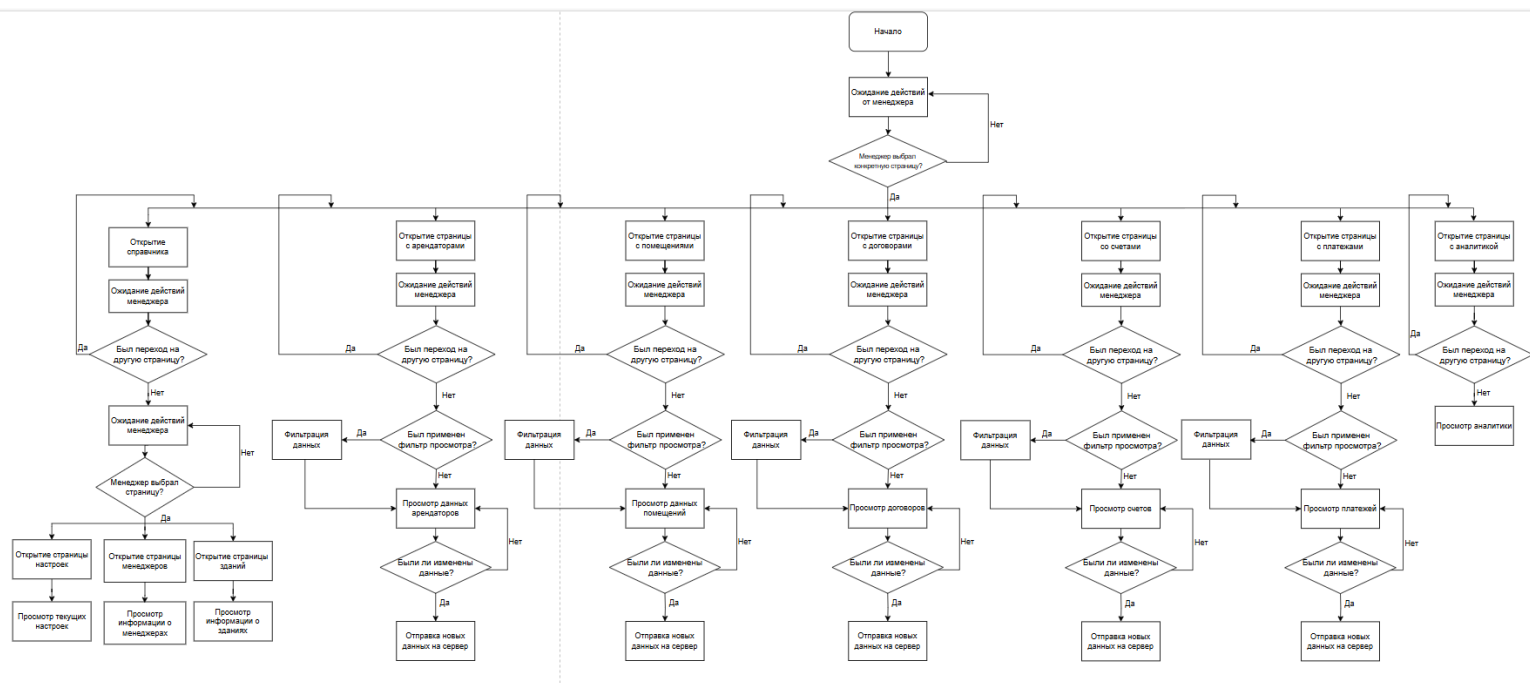 Начало
Ожидание действий
от менеджера
Нет
Менеджер выбрал
конкретную страницу?
Да
Открытие
справчника
Открытие страницы
с арендаторами
Открытие страницы
с помещениями
Открытие страницы
с договорами
Открытие страницы
со счетами
Открытие страницы
с платежами
Открытие страницы
с аналитикой
Ожидание действий
менеджера
Ожидание действий
менеджера
Ожидание действий
менеджера
Ожидание действий
менеджера
Ожидание действий
менеджера
Ожидание действий
менеджера
Ожидание действий
менеджера
Да
Был переход на
другую страницу?
Да
Был переход на
другую страницу?
Да
Был переход на
другую страницу?
Да
Был переход на
другую страницу?
Да
Был переход на
другую страницу?
Да
Был переход на
другую страницу?
Да
Был переход на
другую страницу?
Нет
Нет
Нет
Нет
Нет
Нет
Нет
Ожидание действий
менеджера
Фильтрация
данных
Да
Был применен
фильтр просмотра?
Фильтрация
данных
Да
Был применен
фильтр просмотра?
Фильтрация
данных
Да
Был применен
фильтр просмотра?
Фильтрация
данных
Да
Был применен
фильтр просмотра?
Фильтрация
данных
Да
Был применен
фильтр просмотра?
Просмотр аналитики
Нет
Менеджер выбрал
страницу?
Нет
Нет
Нет
Нет
Нет
Да
Просмотр данных
арендаторов
Просмотр данных
помещений
Просмотр договоров
Просмотр счетов
Просмотр платежей
Открытие страницы
настроек
Открытие страницы
менеджеров
Открытие страницы
зданий
Нет
Нет
Нет
Нет
Нет
Были ли изменены
данные?
Были ли изменены
данные?
Были ли изменены
данные?
Были ли изменены
данные?
Были ли изменены
данные?
Да
Да
Да
Да
Да
Просмотр текущих
настроек
Просмотр
информации о
менеджерах
Просмотр
информации о
зданиях
Отправка новых
данных на сервер
Отправка новых
данных на сервер
Отправка новых
данных на сервер
Отправка новых
данных на сервер
Отправка новых
данных на сервер